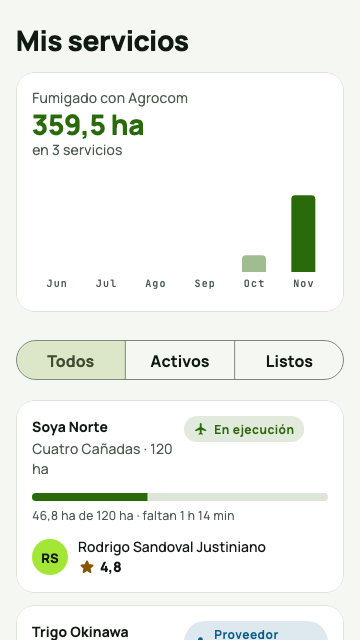 Mis servicios
Fumigado con Agrocom
359,5 ha
en 3 servicios
Jun Jul Ago Sep Oct Nov
Todos Activos Listos
Soya Norte
En ejecución
Cuatro Cañadas · 120
ha
46,8 ha de 120 ha · faltan 1 h 14 min
RS
Rodrigo Sandoval Justiniano
4,8
Trigo Okinawa
Proveedor